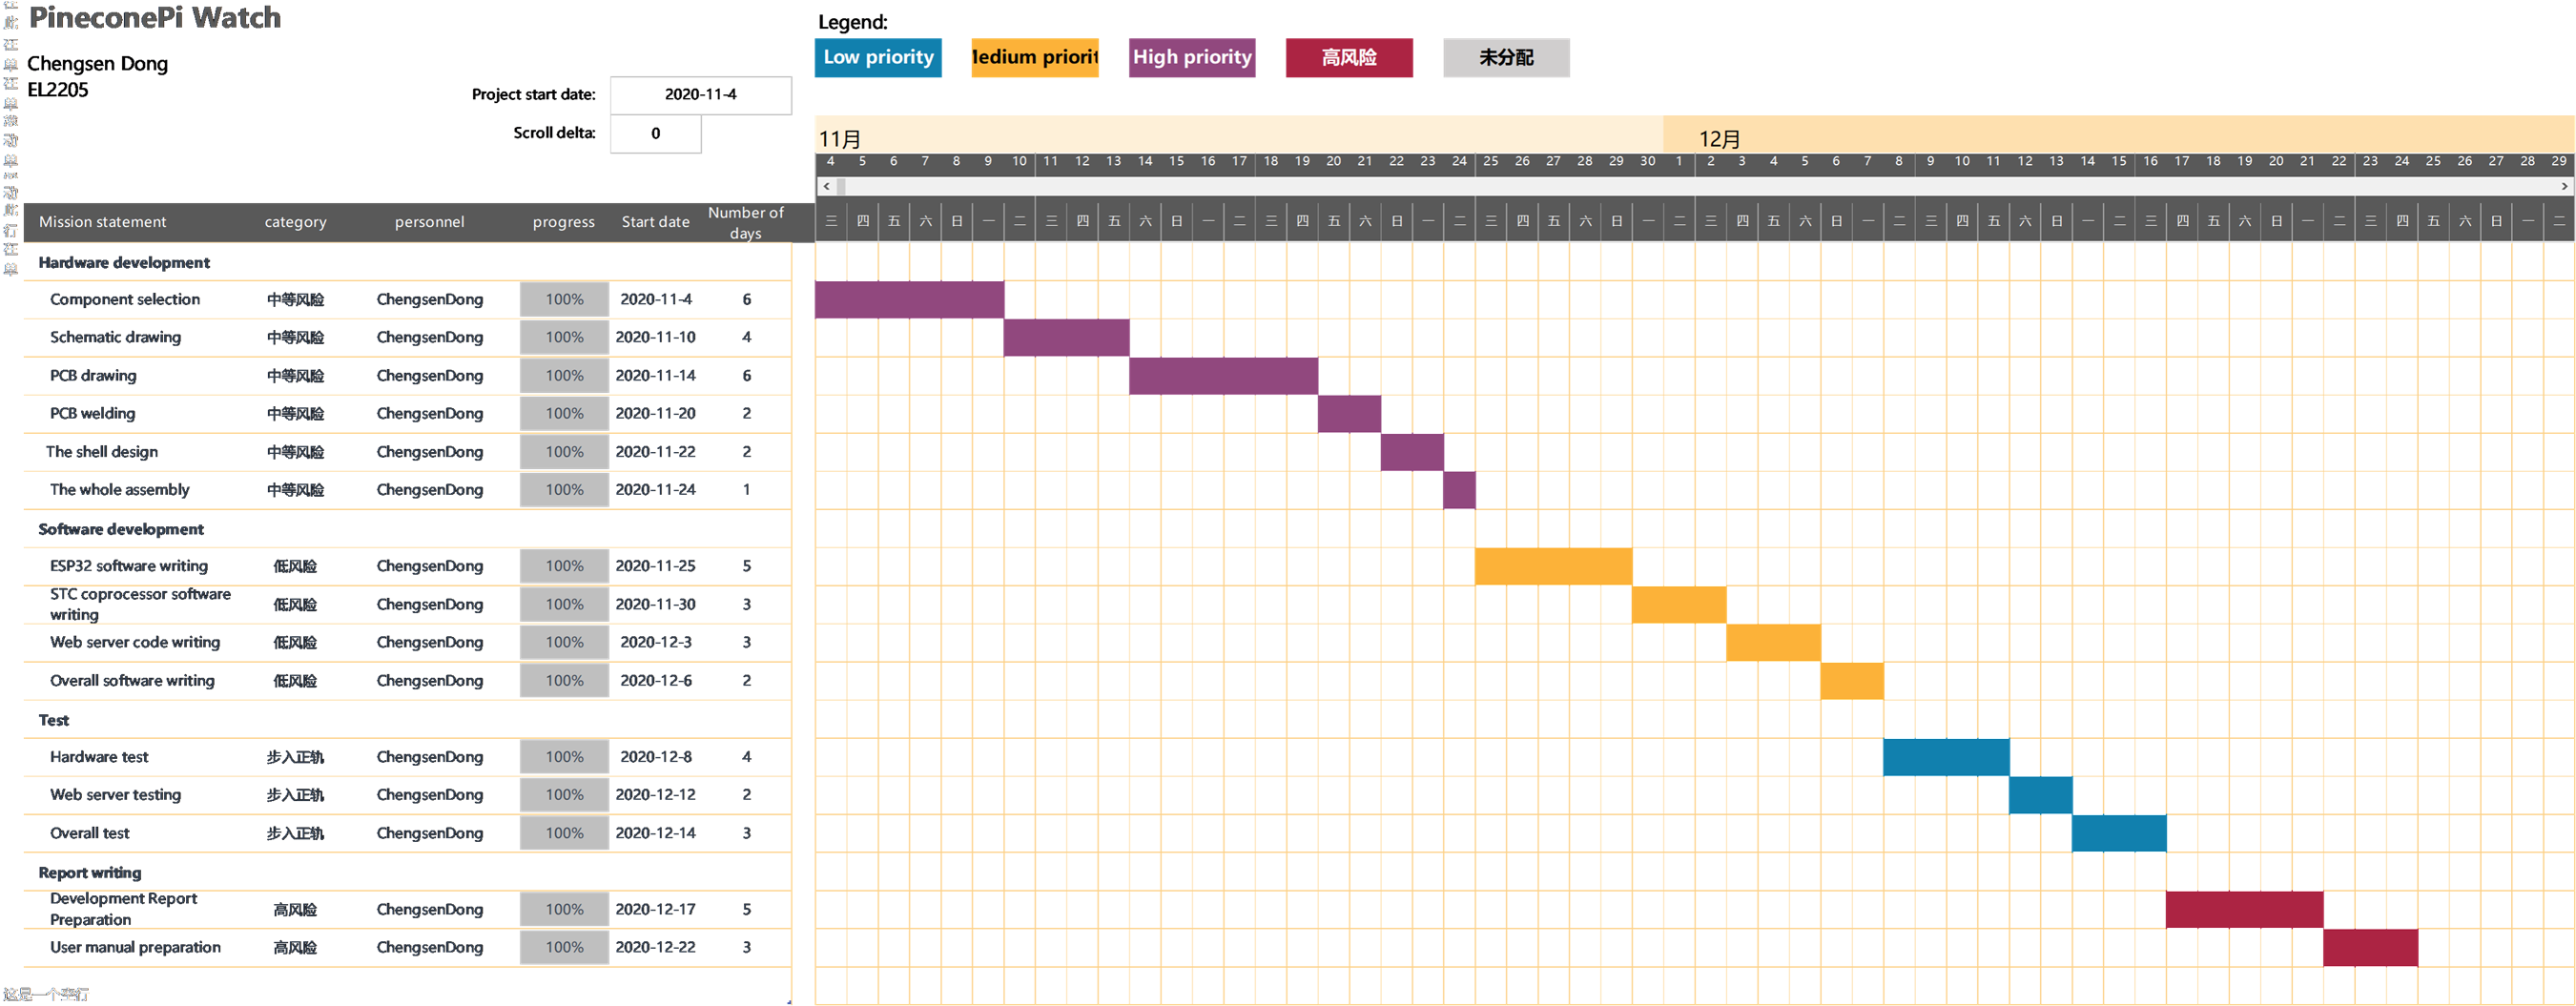 PineconePi Watch
Legend:
Low priority
Medium priorit
High priority
高风险
未分配
Chengsen Dong
EL2205
Project start date:
2020-11-4
Scroll delta:
0
11月
12月
4 5 6 7 8 9 10 11 12 13 14 15 16 17 18 19 20 21 22 23 24 25 26 27 28 29 30 1 2 3 4 5 6 7 8 9 10 11 12 13 14 15 16 17 18 19 20 21 22 23 24 25 26 27 28 29
Mission statement category personnel progress Start date Number of
days
三 四 五 六 日 一 二 三 四 五 六 日 一 二 三 四 五 六 日 一 二 三 四 五 六 日 一 二 三 四 五 六 日 一 二 三 四 五 六 日 一 二 三 四 五 六 日 一 二 三 四 五 六 日 一 二
Hardware development
Component selection 中等风险 ChengsenDong 100% 2020-11-4 6
Schematic drawing 中等风险 ChengsenDong 100% 2020-11-10 4
PCB drawing 中等风险 ChengsenDong 100% 2020-11-14 6
PCB welding 中等风险 ChengsenDong 100% 2020-11-20 2
The shell design 中等风险 ChengsenDong 100% 2020-11-22 2
The whole assembly 中等风险 ChengsenDong 100% 2020-11-24 1
Software development
ESP32 software writing 低风险 ChengsenDong 100% 2020-11-25 5
STC coprocessor software
writing 低风险 ChengsenDong 100% 2020-11-30 3
Web server code writing 低风险 ChengsenDong 100% 2020-12-3 3
Overall software writing 低风险 ChengsenDong 100% 2020-12-6 2
Test
Hardware test 步入正轨 ChengsenDong 100% 2020-12-8 4
Web server testing 步入正轨 ChengsenDong 100% 2020-12-12 2
Overall test 步入正轨 ChengsenDong 100% 2020-12-14 3
Report writing
Development Report
Preparation 高风险 ChengsenDong 100% 2020-12-17 5
User manual preparation 高风险 ChengsenDong 100% 2020-12-22 3
这是一个空行